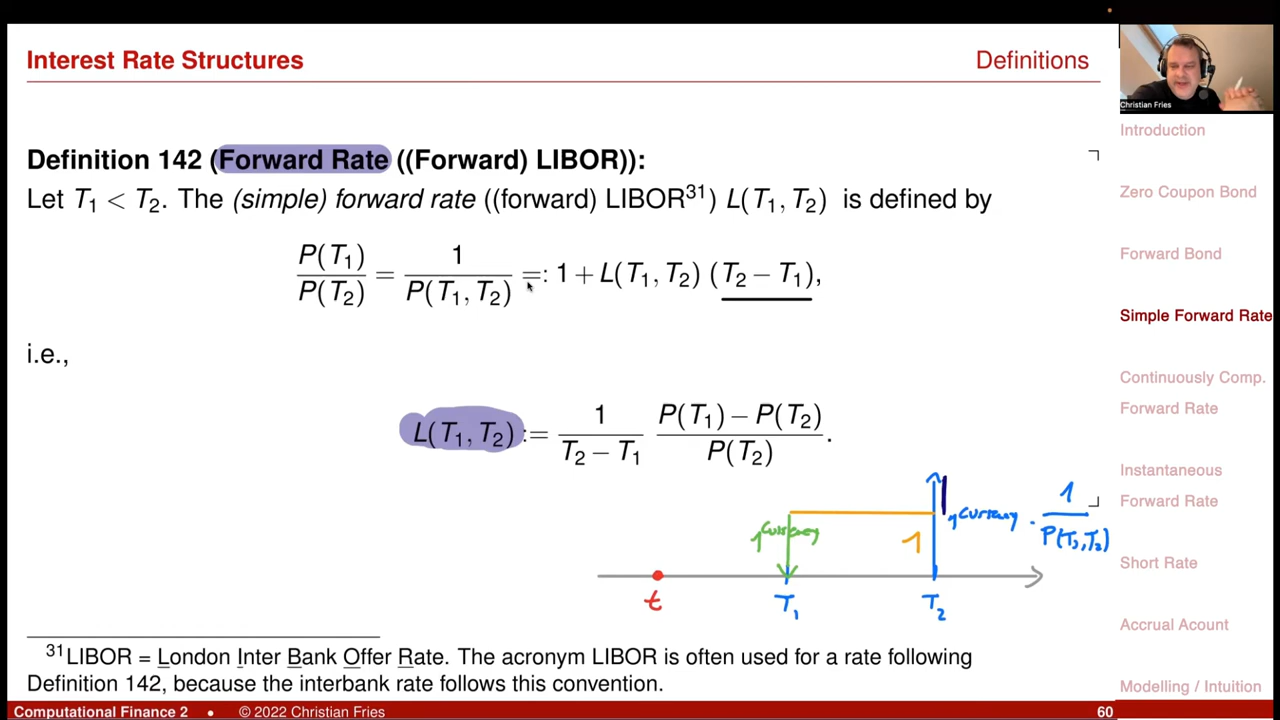 Interest Rate Structures
Definitions
Christian Fries
Definition 142 (Forward Rate ((Forward) LIBOR)):
Let T₁ < T₂. The (simple) forward rate ((forward) LIBOR³¹) L(T₁, T₂) is defined by
P(T₁)/P(T₂) = 1/P(T₁, T₂) =: 1 + L(T₁, T₂) (T₂ − T₁),
i.e.,
L(T₁, T₂) := 1/(T₂ − T₁) (P(T₁) − P(T₂))/P(T₂).
1 Currency
1
1 Currency · 1/P(T₁, T₂)
t
T₁
T₂
³¹LIBOR = London Inter Bank Offer Rate. The acronym LIBOR is often used for a rate following
Definition 142, because the interbank rate follows this convention.
Introduction
Zero Coupon Bond
Forward Bond
Simple Forward Rate
Continuously Comp.
Forward Rate
Instantaneous
Forward Rate
Short Rate
Accrual Acount
Modelling / Intuition
Computational Finance 2 • © 2022 Christian Fries
60